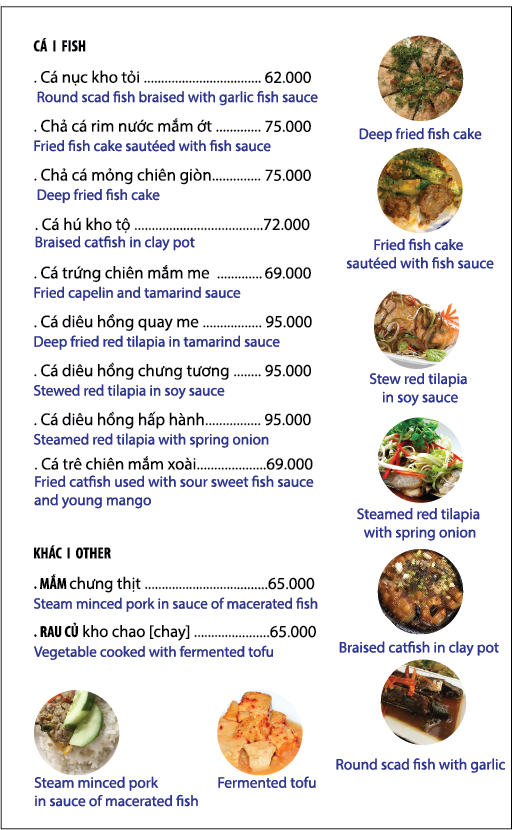 CÁ I FISH
. Cá nục kho tỏi .................................. 62.000
Round scad fish braised with garlic fish sauce
. Chả cá rim nước mắm ớt ............. 75.000
Fried fish cake sautéed with fish sauce
. Chả cá mỏng chiên giòn.............. 75.000
Deep fried fish cake
. Cá hú kho tộ ......................................72.000
Braised catfish in clay pot
. Cá trứng chiên mắm me ............. 69.000
Fried capelin and tamarind sauce
. Cá diêu hồng quay me ................. 95.000
Deep fried red tilapia in tamarind sauce
. Cá diêu hồng chưng tương ........ 95.000
Stewed red tilapia in soy sauce
. Cá diêu hồng hấp hành................ 95.000
Steamed red tilapia with spring onion
. Cá trê chiên mắm xoài.....................69.000
Fried catfish used with sour sweet fish sauce
and young mango
KHÁC I OTHER
. MẮM chưng thịt .....................................65.000
Steam minced pork in sauce of macerated fish
. RAU CỦ kho chao [chay] .......................65.000
Vegetable cooked with fermented tofu
Steam minced pork
in sauce of macerated fish
Fermented tofu
Deep fried fish cake
Fried fish cake
sautéed with fish sauce
Stew red tilapia
in soy sauce
Steamed red tilapia
with spring onion
Braised catfish in clay pot
Round scad fish with garlic